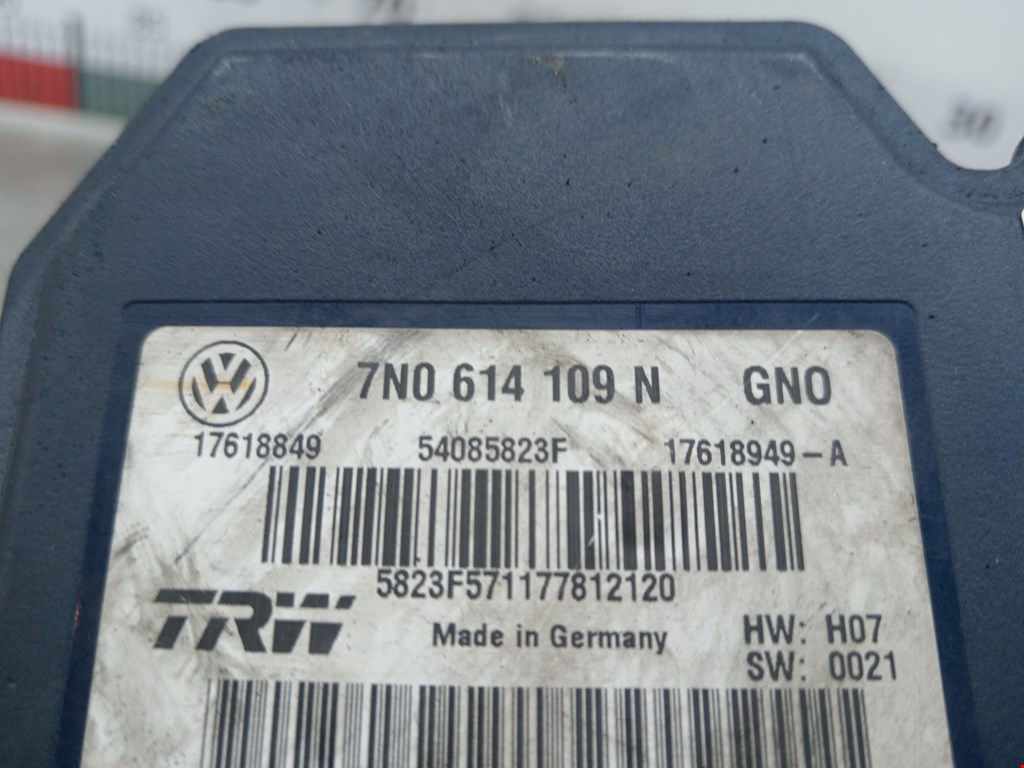 7N0 614 109 N GNO
17618849 54085823F 17618949-A
5823F571177812120
TRW Made in Germany HW: H07
SW: 0021